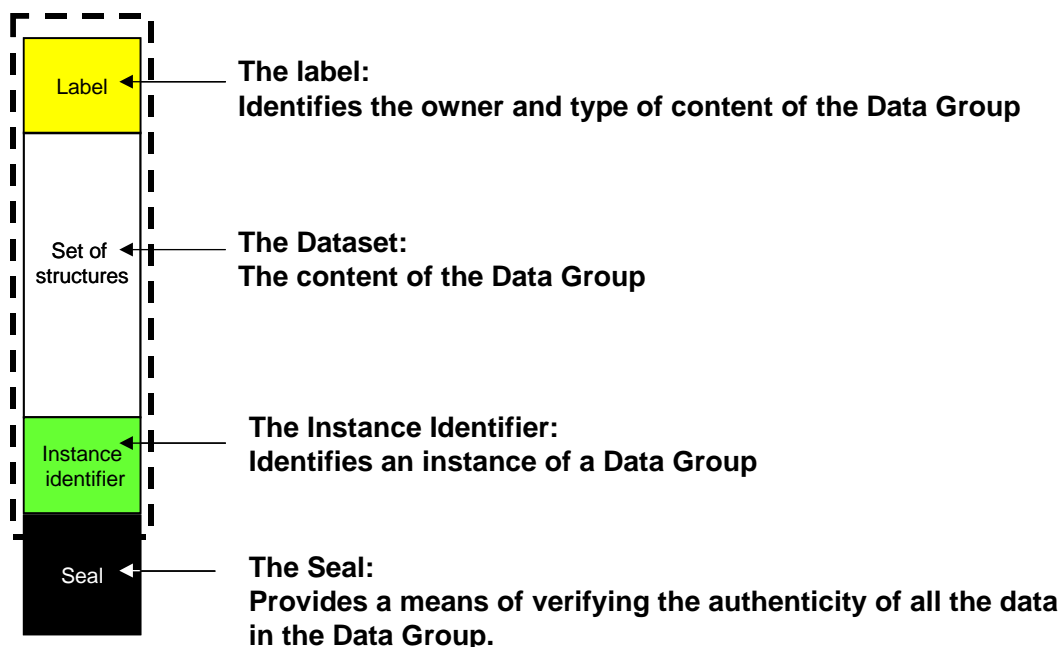 Label
The label:
Identifies the owner and type of content of the Data Group
Set of
structures
The Dataset:
The content of the Data Group
Instance
identifier
The Instance Identifier:
Identifies an instance of a Data Group
Seal
The Seal:
Provides a means of verifying the authenticity of all the data
in the Data Group.